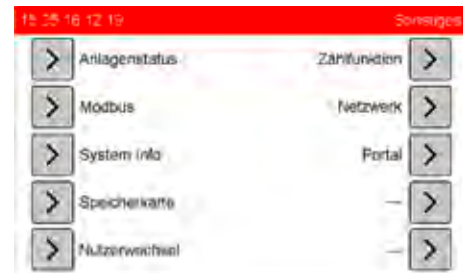 Sonstiges
Anlagenstatus
Zählfunktion
Modbus
Netzwerk
System Info
Portal
Speicherkarte
---
Nutzerwechsel
---